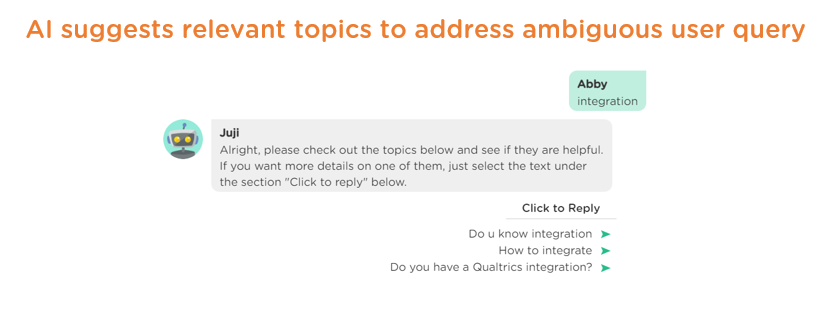 AI suggests relevant topics to address ambiguous user query
Abby
integration
Juji
Alright, please check out the topics below and see if they are helpful.
If you want more details on one of them, just select the text under
the section "Click to reply" below.
Click to Reply
Do u know integration
How to integrate
Do you have a Qualtrics integration?